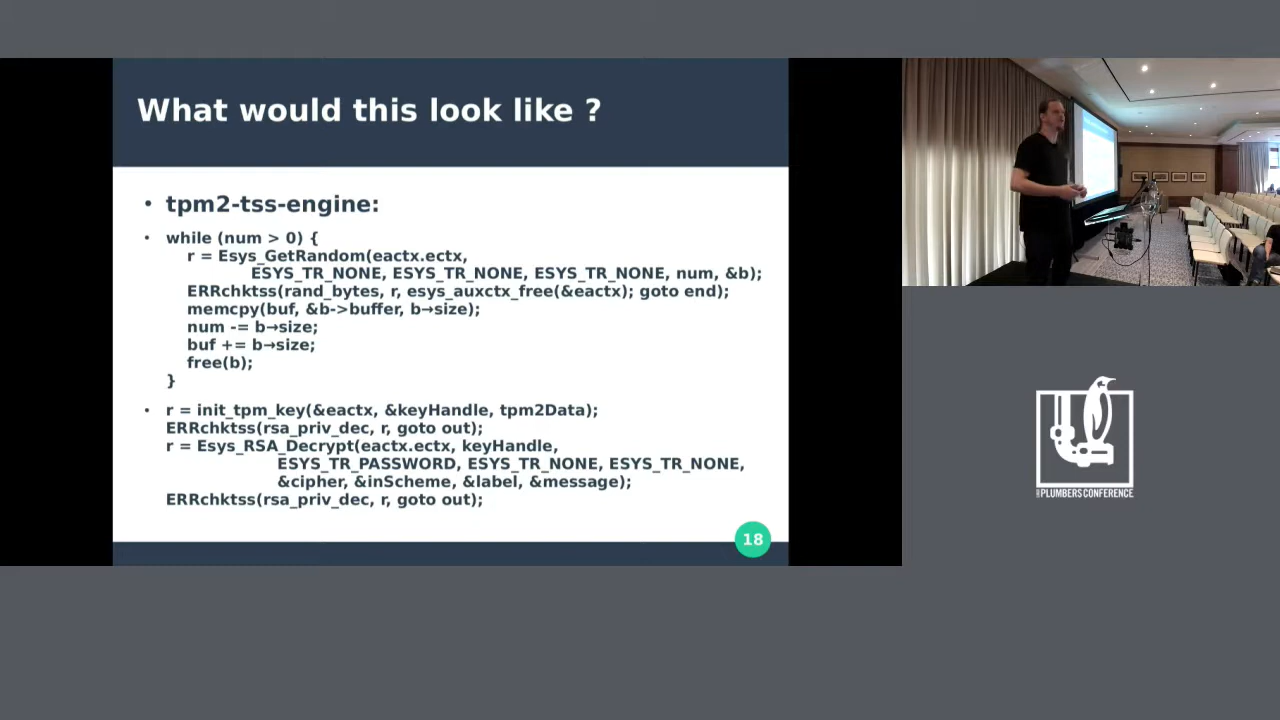 What would this look like ?
• tpm2-tss-engine:
• while (num > 0) {
r = Esys_GetRandom(eactx.ectx,
ESYS_TR_NONE, ESYS_TR_NONE, ESYS_TR_NONE, num, &b);
ERRchktss(rand_bytes, r, esys_auxctx_free(&eactx); goto end);
memcpy(buf, &b->buffer, b→size);
num -= b→size;
buf += b→size;
free(b);
}
• r = init_tpm_key(&eactx, &keyHandle, tpm2Data);
ERRchktss(rsa_priv_dec, r, goto out);
r = Esys_RSA_Decrypt(eactx.ectx, keyHandle,
ESYS_TR_PASSWORD, ESYS_TR_NONE, ESYS_TR_NONE,
&cipher, &inScheme, &label, &message);
ERRchktss(rsa_priv_dec, r, goto out);
18
PLUMBERS CONFERENCE